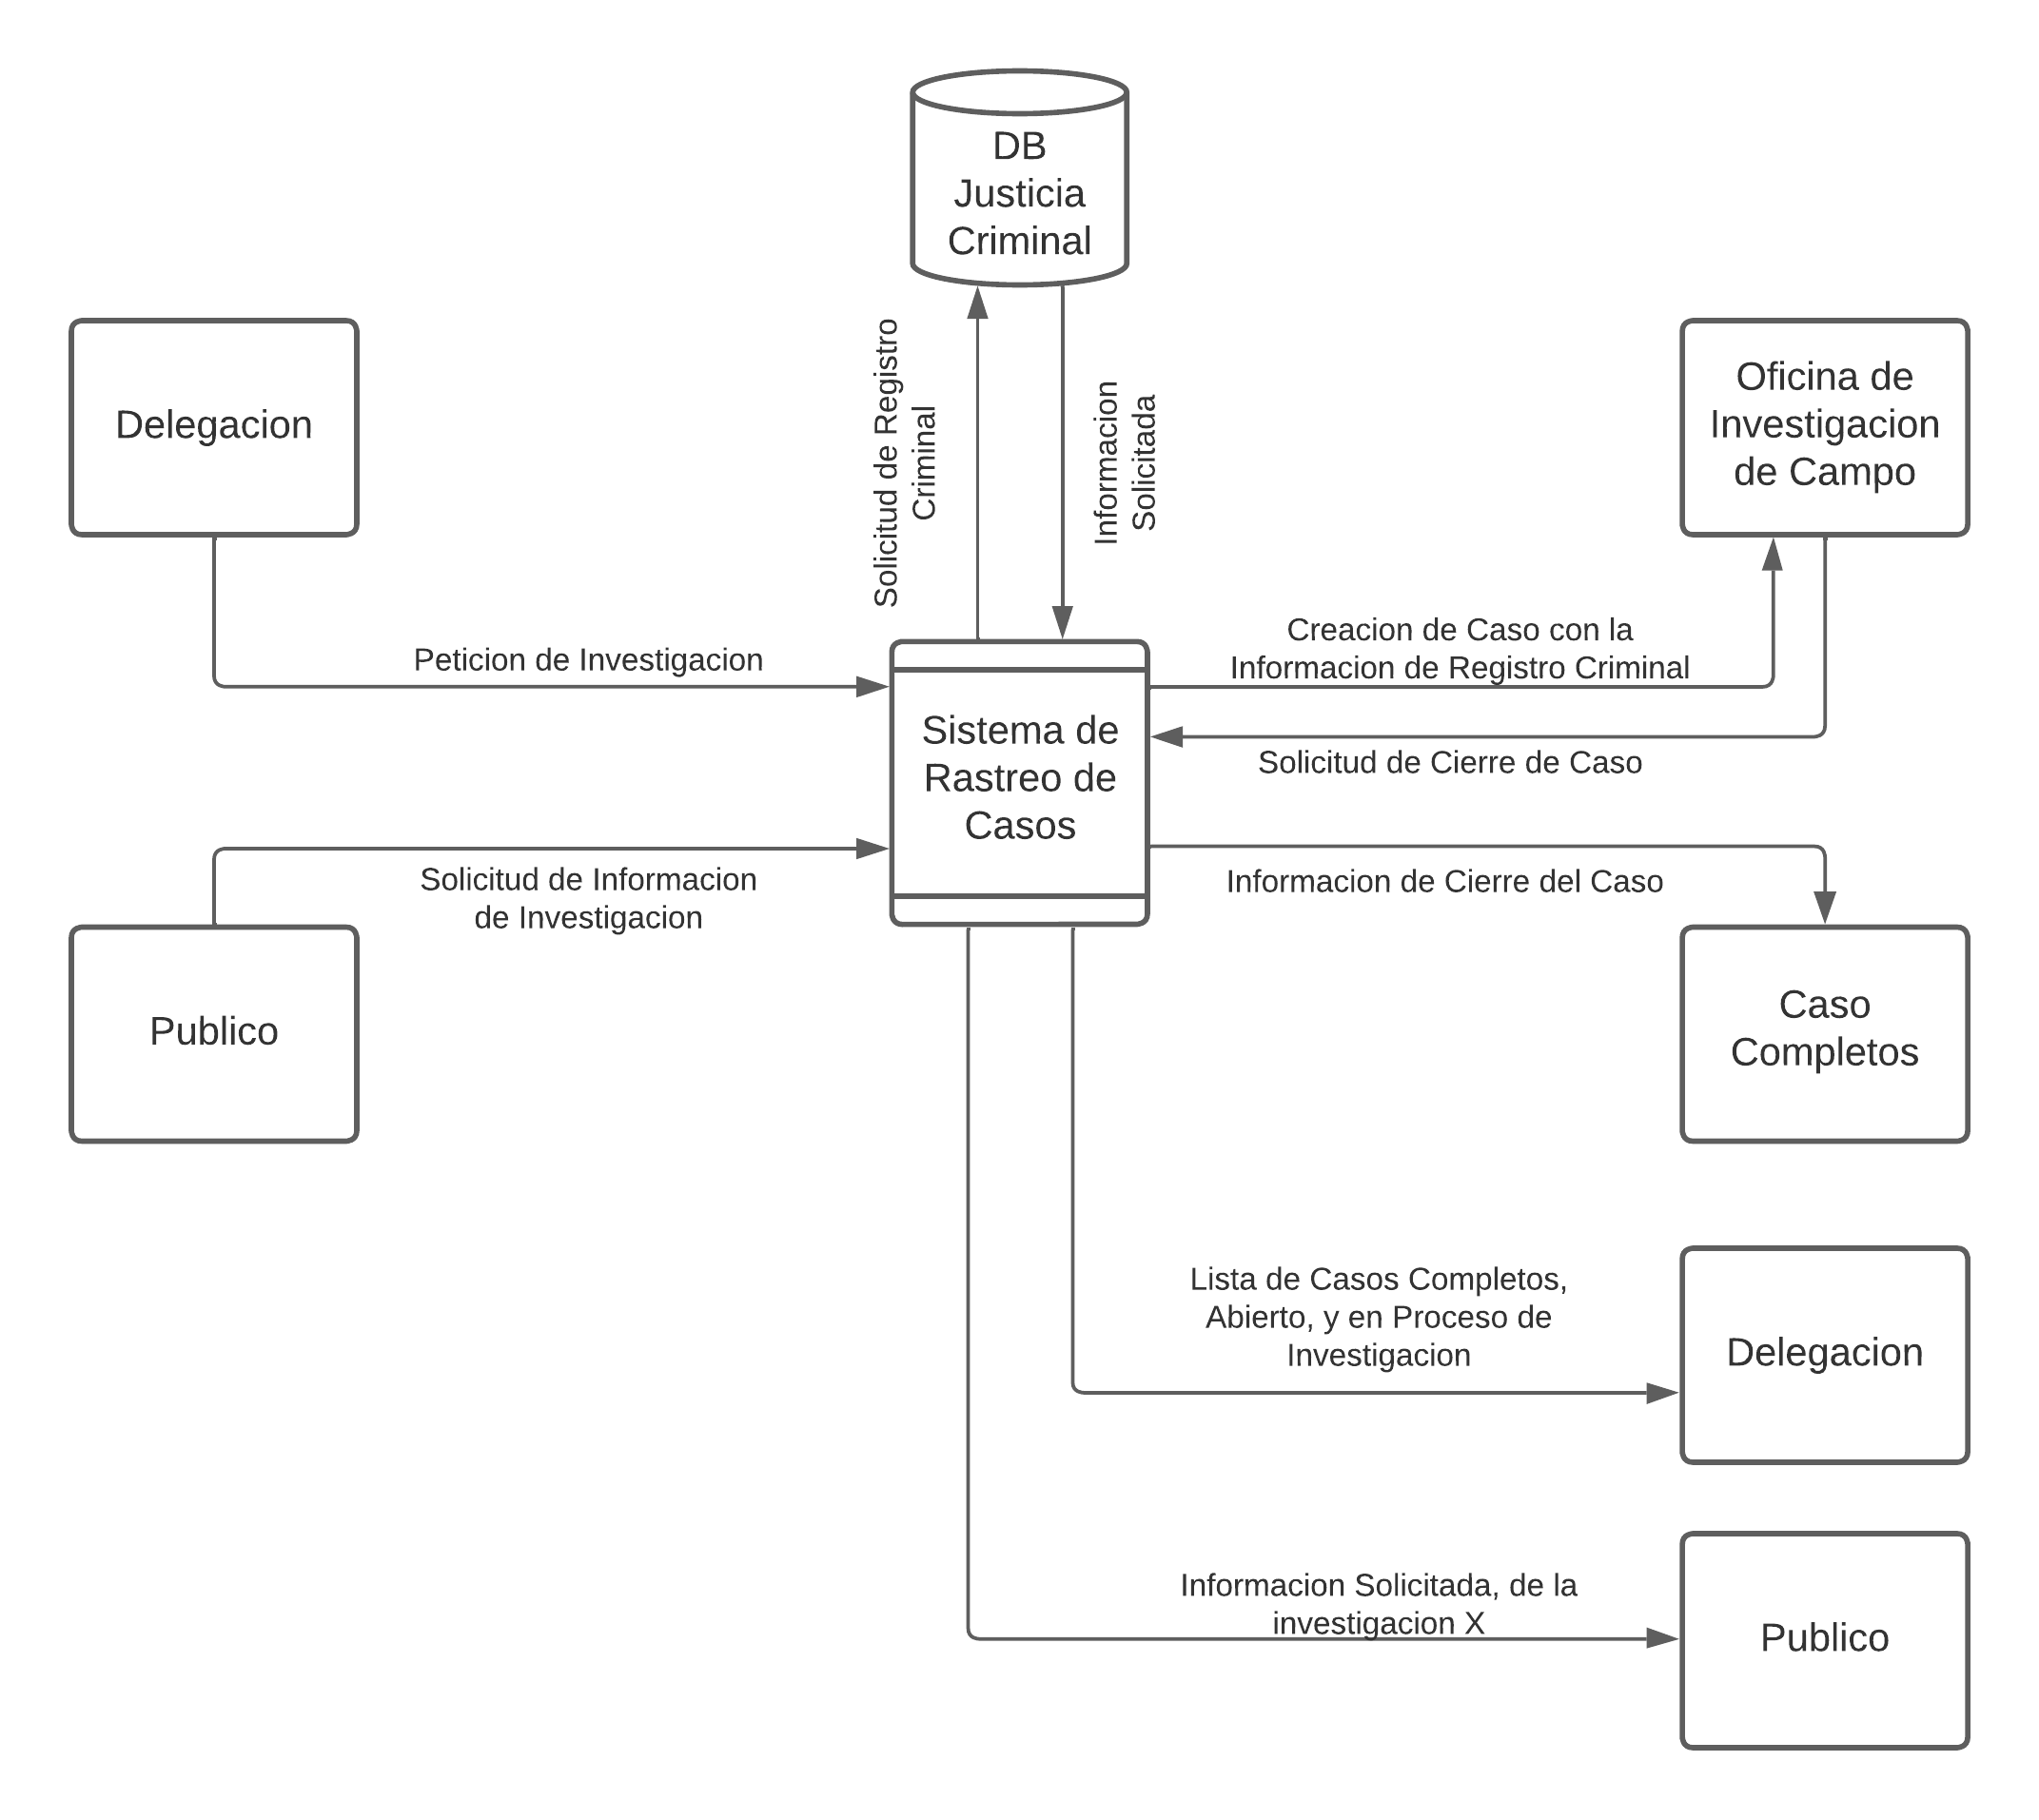 DB
Justicia
Criminal
Delegacion
Solicitud de Registro
Criminal
Informacion
Solicitada
Oficina de
Investigacion
de Campo
Peticion de Investigacion
Creacion de Caso con la
Informacion de Registro Criminal
Sistema de
Rastreo de
Casos
Solicitud de Cierre de Caso
Solicitud de Informacion
de Investigacion
Informacion de Cierre del Caso
Publico
Caso
Completos
Lista de Casos Completos,
Abierto, y en Proceso de
Investigacion
Delegacion
Informacion Solicitada, de la
investigacion X
Publico